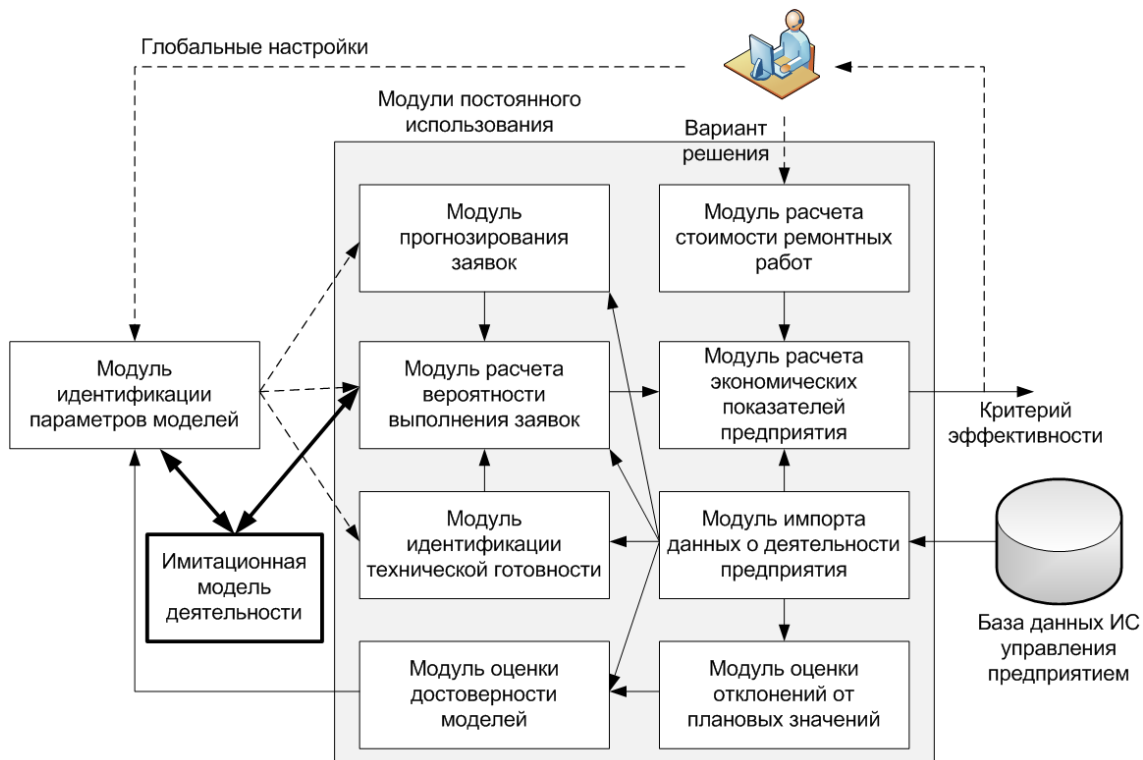 Глобальные настройки
Модули постоянного
использования
Вариант
решения
Модуль
прогнозирования
заявок
Модуль расчета
стоимости ремонтных
работ
Модуль
идентификации
параметров моделей
Модуль расчета
вероятности
выполнения заявок
Модуль расчета
экономических
показателей
предприятия
Критерий
эффективности
Имитационная
модель
деятельности
Модуль
идентификации
технической готовности
Модуль импорта
данных о деятельности
предприятия
База данных ИС
управления
предприятием
Модуль оценки
достоверности
моделей
Модуль оценки
отклонений от
плановых значений